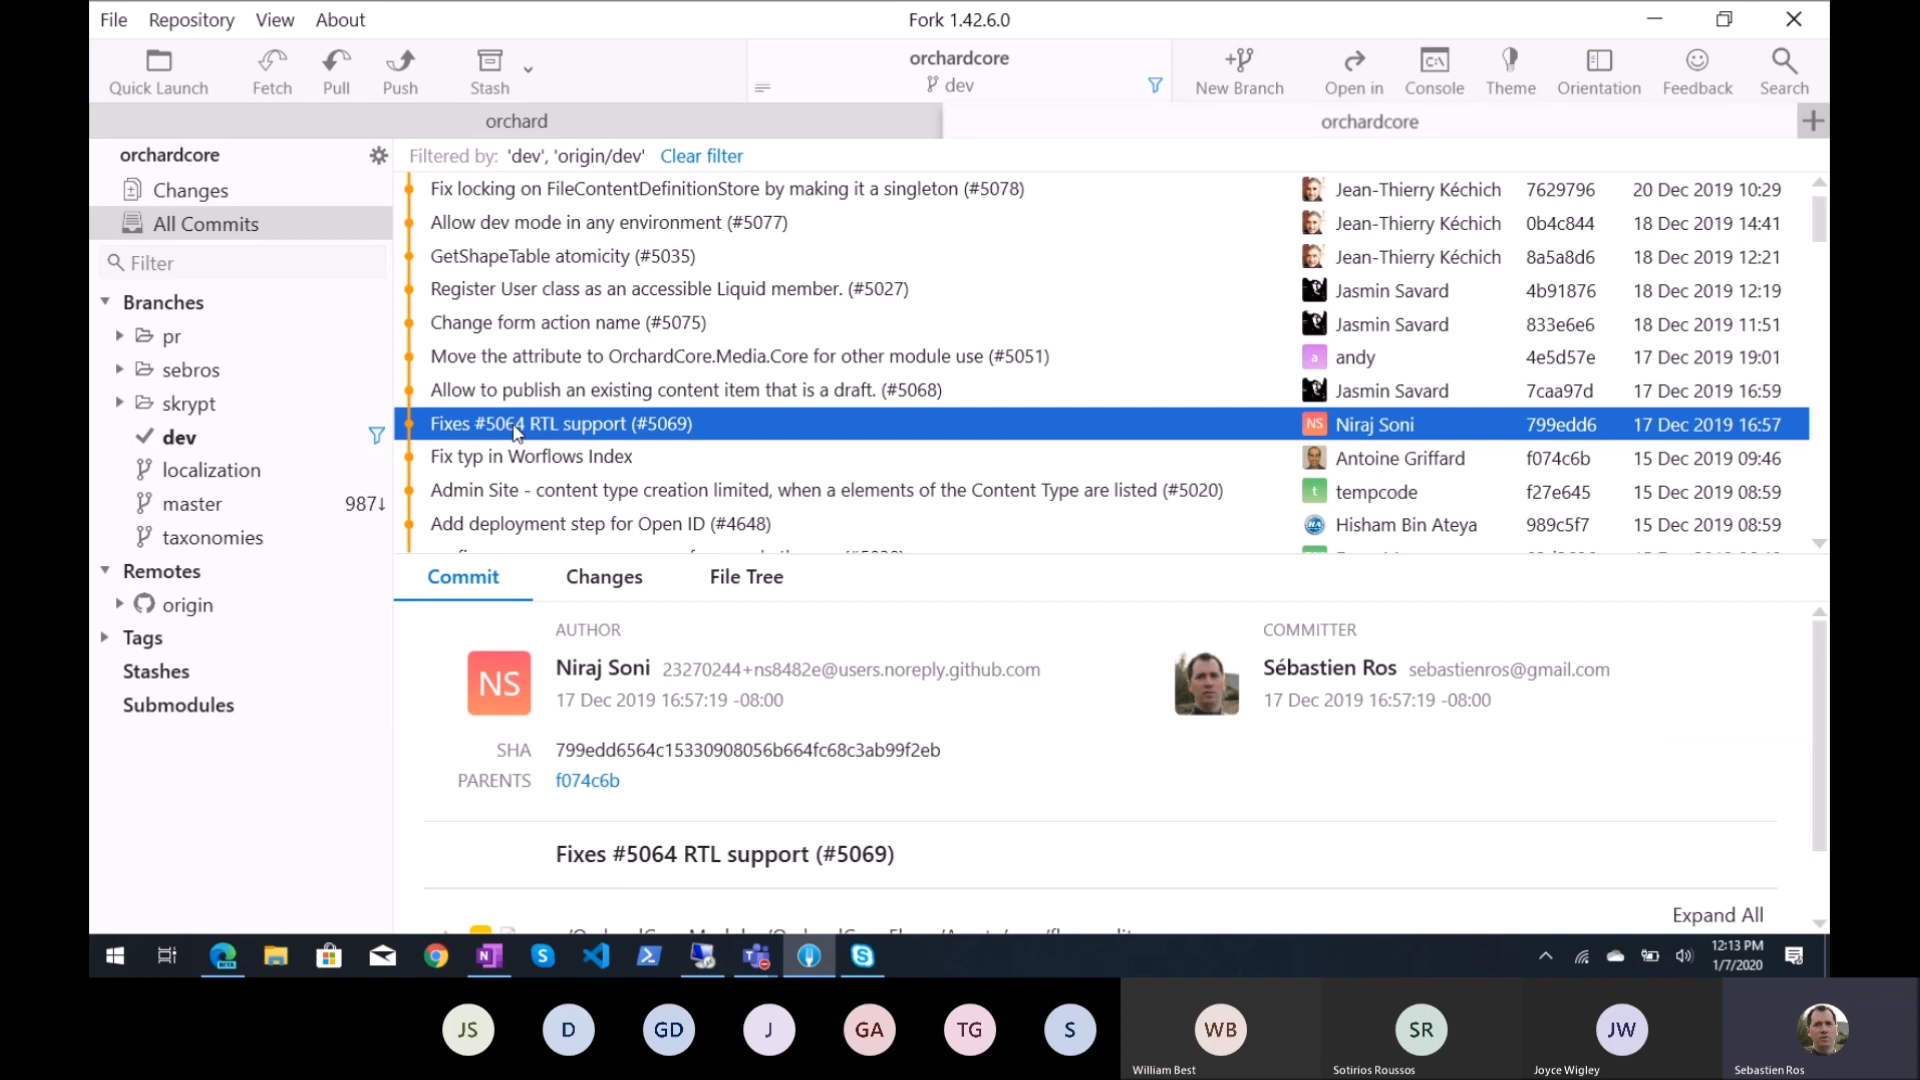 File Repository View About Fork 1.42.6.0
Quick Launch Fetch Pull Push Stash
orchardcore
dev
New Branch Open in Console Theme Orientation Feedback Search
orchard orchardcore
orchardcore
Changes
All Commits
Filter
Branches
pr
sebros
skrypt
dev
localization
master 987↓
taxonomies
Remotes
origin
Tags
Stashes
Submodules
Filtered by: 'dev', 'origin/dev' Clear filter
Fix locking on FileContentDefinitionStore by making it a singleton (#5078) Jean-Thierry Kéchich 7629796 20 Dec 2019 10:29
Allow dev mode in any environment (#5077) Jean-Thierry Kéchich 0b4c844 18 Dec 2019 14:41
GetShapeTable atomicity (#5035) Jean-Thierry Kéchich 8a5a8d6 18 Dec 2019 12:21
Register User class as an accessible Liquid member. (#5027) Jasmin Savard 4b91876 18 Dec 2019 12:19
Change form action name (#5075) Jasmin Savard 833e6e6 18 Dec 2019 11:51
Move the attribute to OrchardCore.Media.Core for other module use (#5051) a andy 4e5d57e 17 Dec 2019 19:01
Allow to publish an existing content item that is a draft. (#5068) Jasmin Savard 7caa97d 17 Dec 2019 16:59
Fixes #5064 RTL support (#5069) NS Niraj Soni 799edd6 17 Dec 2019 16:57
Fix typ in Worflows Index Antoine Griffard f074c6b 15 Dec 2019 09:46
Admin Site - content type creation limited, when a elements of the Content Type are listed (#5020) t tempcode f27e645 15 Dec 2019 08:59
Add deployment step for Open ID (#4648) HA Hisham Bin Ateya 989c5f7 15 Dec 2019 08:59
Commit Changes File Tree
AUTHOR
NS
Niraj Soni 23270244+ns8482e@users.noreply.github.com
17 Dec 2019 16:57:19 -08:00
COMMITTER
Sébastien Ros sebastienros@gmail.com
17 Dec 2019 16:57:19 -08:00
SHA 799edd6564c15330908056b664fc68c3ab99f2eb
PARENTS f074c6b
Fixes #5064 RTL support (#5069)
Expand All
12:13 PM
1/7/2020
JS D GD J GA TG S WB SR JW
William Best Sotirios Roussos Joyce Wigley Sebastien Ros